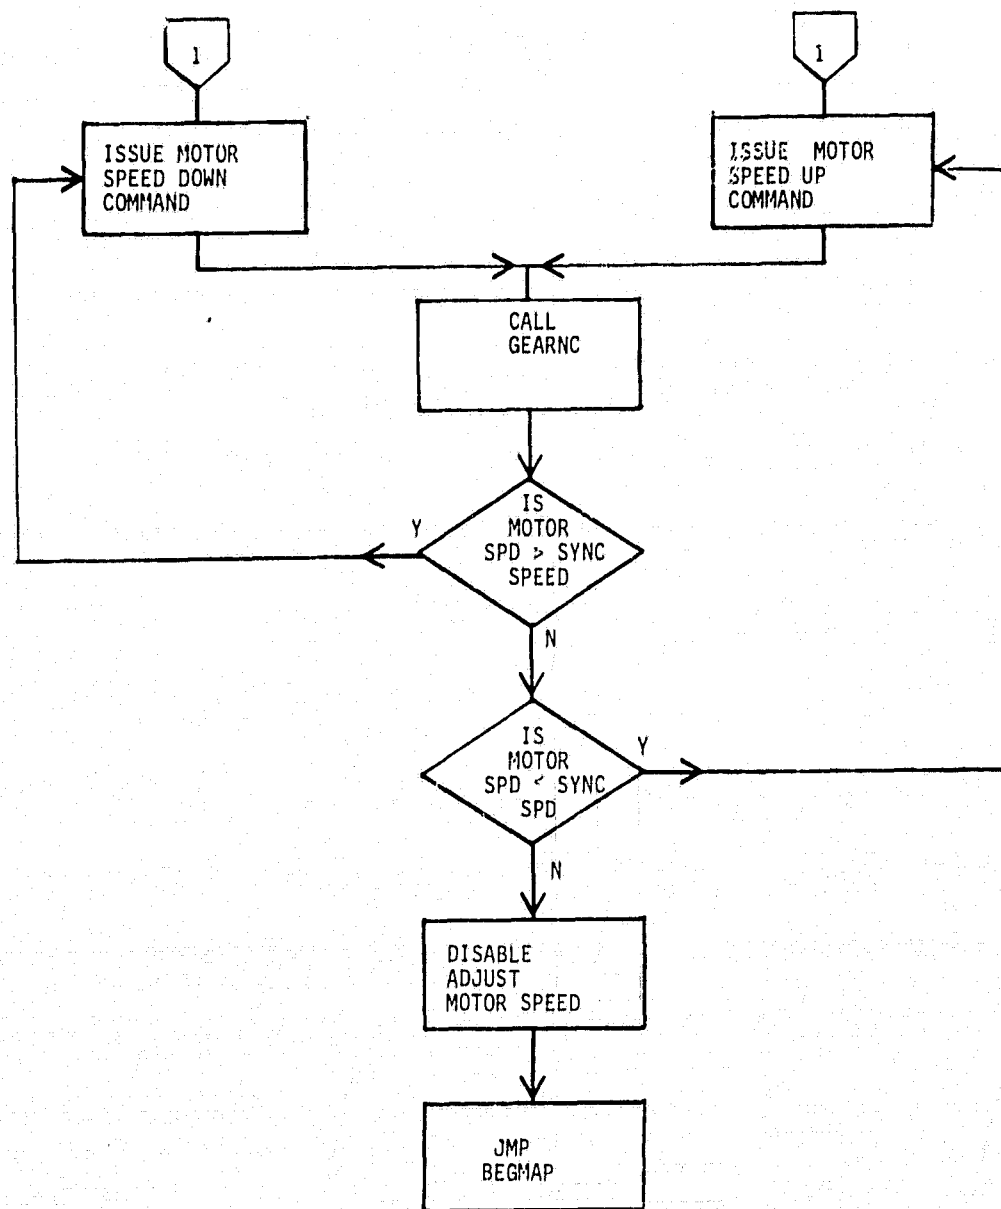 1
1
ISSUE MOTOR
SPEED DOWN
COMMAND
ISSUE MOTOR
SPEED UP
COMMAND
CALL
GEARNC
IS
MOTOR
SPD > SYNC
SPEED
Y
N
IS
MOTOR
SPD < SYNC
SPD
Y
N
DISABLE
ADJUST
MOTOR SPEED
JMP
BEGMAP